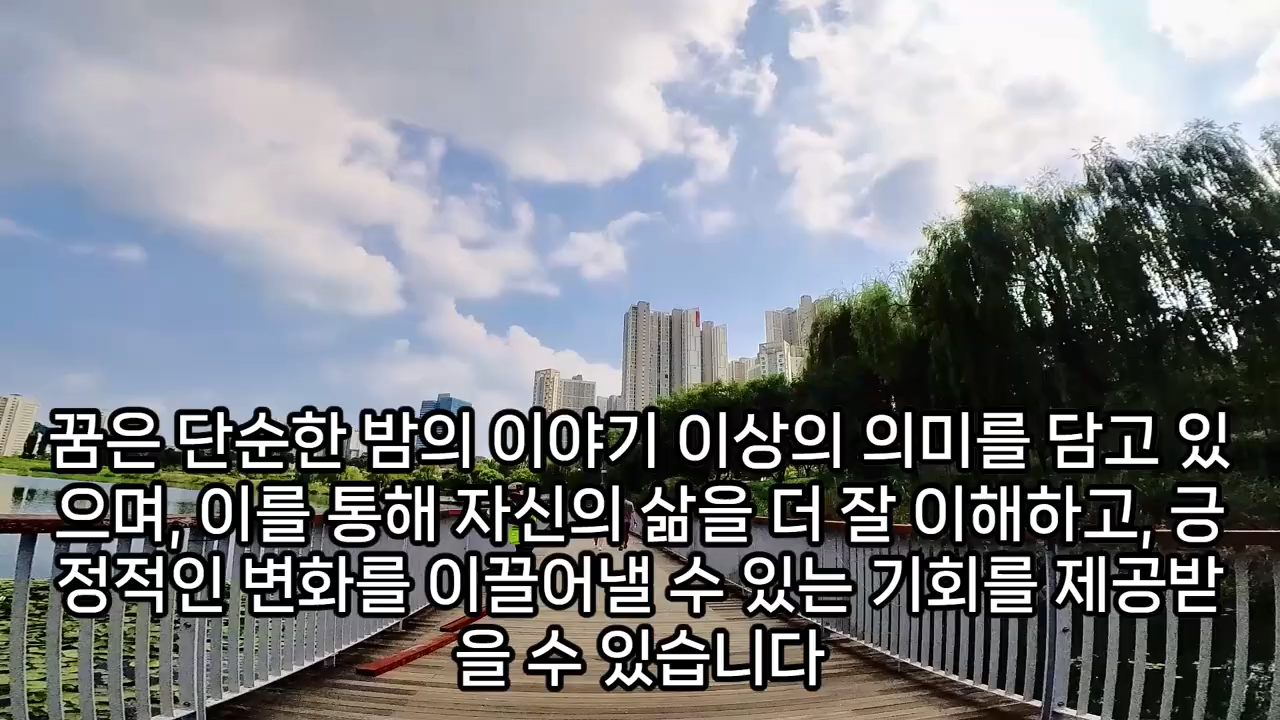 꿈은 단순한 밤의 이야기 이상의 의미를 담고 있
으며, 이를 통해 자신의 삶을 더 잘 이해하고, 긍
정적인 변화를 이끌어낼 수 있는 기회를 제공받
을 수 있습니다